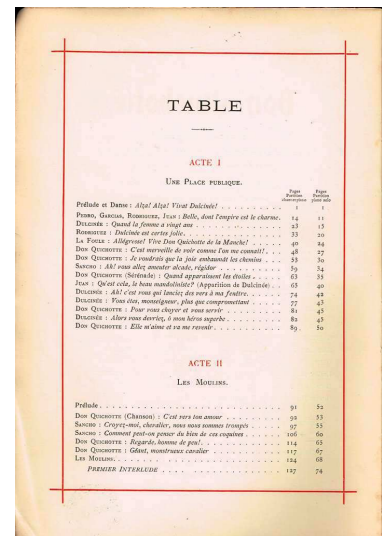 TABLE
ACTE I
UNE PLACE PUBLIQUE.
Pages Partition chant et piano
Pages Partition piano solo
Prélude et Danse : Alza! Alza! Vivat Dulcinée! . . . . . . . . . . 1 1
PEDRO, GARCIAS, RODRIGUEZ, JUAN : Belle, dont l'empire est le charme. 14 11
DULCINÉE : Quand la femme a vingt ans . . . . . . . . . . 28 18
RODRIGUEZ : Dulcinée est certes jolie. . . . . . . . . . . 33 20
LA FOULE : Allégresse! Vive Don Quichotte de la Manche! . . . . . . 40 24
DON QUICHOTTE : C'est merveille de voir comme l'on me connaît! . . . 48 27
DON QUICHOTTE : Je voudrais que la joie embaumât les chemins . . . 53 30
SANCHO : Ah! vous allez ameuter alcade, régidor . . . . . . . . 59 34
DON QUICHOTTE (Sérénade) : Quand apparaissent les étoiles . . . . . 63 35
JUAN : Qu'est cela, le beau mandoliniste? (Apparition de Dulcinée) . . 68 40
DULCINÉE : Ah! c'est vous qui lanciez des vers à ma fenêtre. . . . . . 74 42
DULCINÉE : Vous êtes, monseigneur, plus que compromettant . . . . 77 43
DON QUICHOTTE : Pour vous choyer et vous servir . . . . . . . . 81 45
DULCINÉE : Alors vous devriez, ô mon héros superbe . . . . . . . 82 45
DON QUICHOTTE : Elle m'aime et va me revenir . . . . . . . . . 89 50
ACTE II
LES MOULINS.
Prélude . . . . . . . . . . . . . . . . . . . . 91 52
DON QUICHOTTE (Chanson) : C'est vers ton amour . . . . . . . . 92 53
SANCHO : Croyez-moi, chevalier, nous nous sommes trompés . . . . . 97 55
SANCHO : Comment peut-on penser du bien de ces coquines . . . . . 106 60
DON QUICHOTTE : Regarde, homme de peu! . . . . . . . . . . 114 65
DON QUICHOTTE : Géant, monstrueux cavalier . . . . . . . . . 117 67
LES MOULINS. . . . . . . . . . . . . . . . . . . 124 68
PREMIER INTERLUDE . . . . . . . . . . . . . . . 127 74